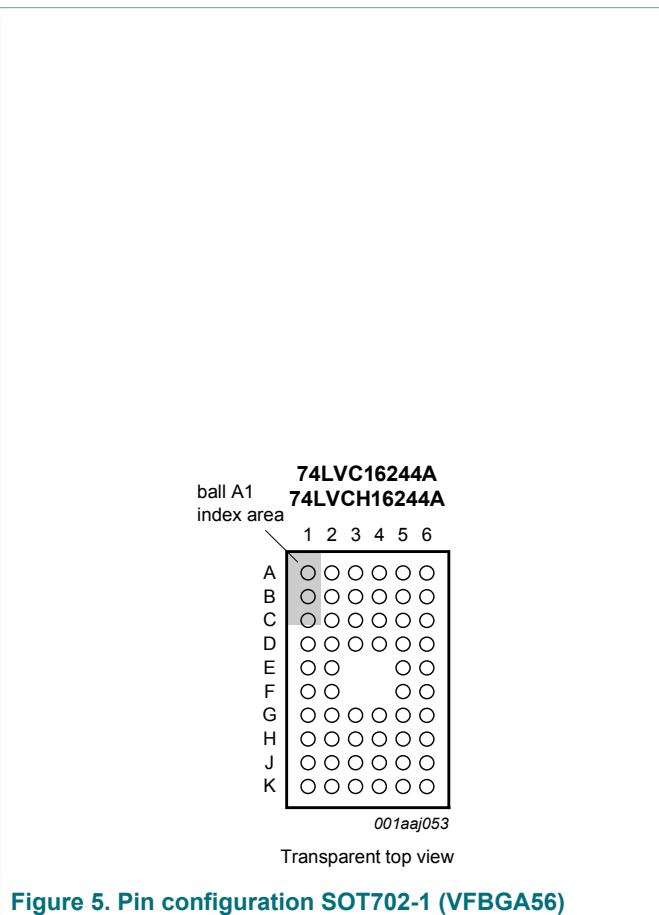 74LVC16244A
74LVCH16244A
ball A1
index area
1 2 3 4 5 6
A
B
C
D
E
F
G
H
J
K
001aaj053
Transparent top view
Figure 5. Pin configuration SOT702-1 (VFBGA56)